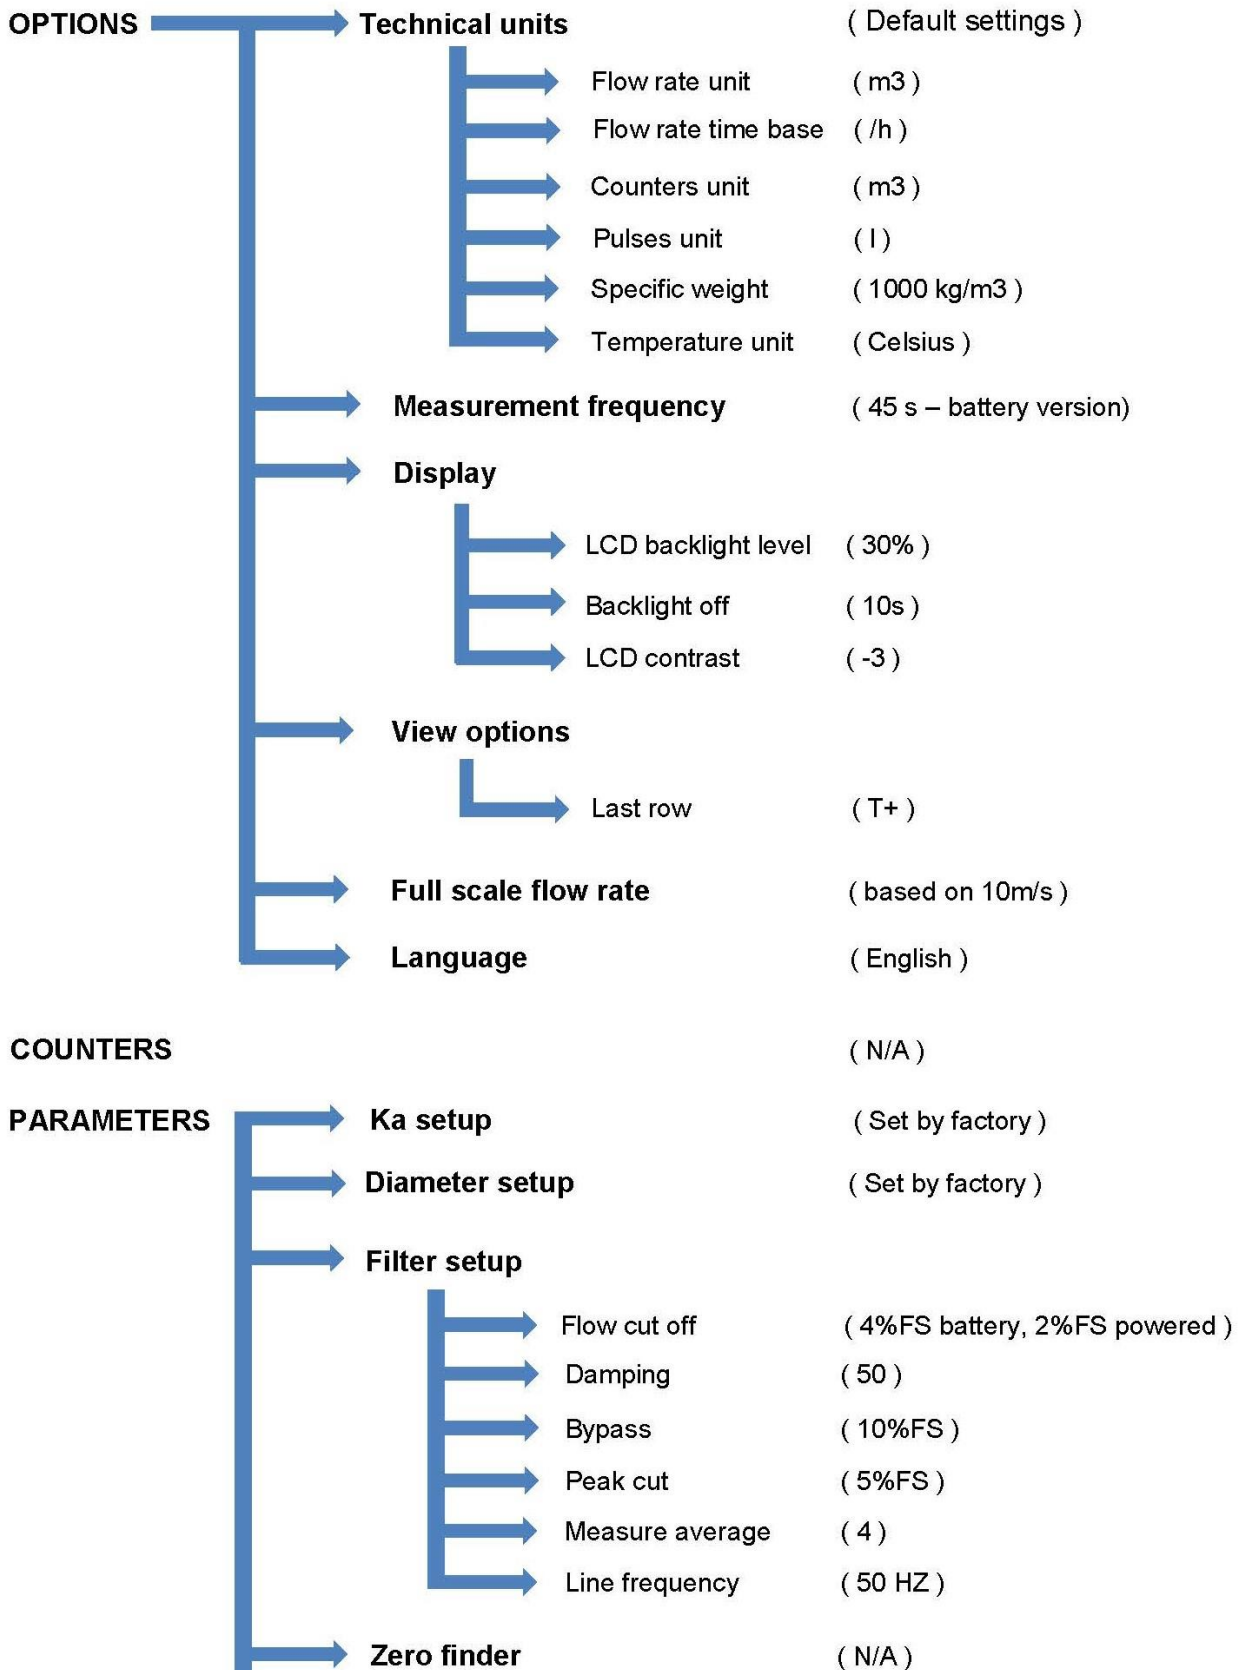 OPTIONS Technical units ( Default settings )
Flow rate unit ( m3 )
Flow rate time base ( /h )
Counters unit ( m3 )
Pulses unit ( l )
Specific weight ( 1000 kg/m3 )
Temperature unit ( Celsius )
Measurement frequency ( 45 s – battery version)
Display
LCD backlight level ( 30% )
Backlight off ( 10s )
LCD contrast ( -3 )
View options
Last row ( T+ )
Full scale flow rate ( based on 10m/s )
Language ( English )
COUNTERS ( N/A )
PARAMETERS Ka setup ( Set by factory )
Diameter setup ( Set by factory )
Filter setup
Flow cut off ( 4%FS battery, 2%FS powered )
Damping ( 50 )
Bypass ( 10%FS )
Peak cut ( 5%FS )
Measure average ( 4 )
Line frequency ( 50 HZ )
Zero finder ( N/A )